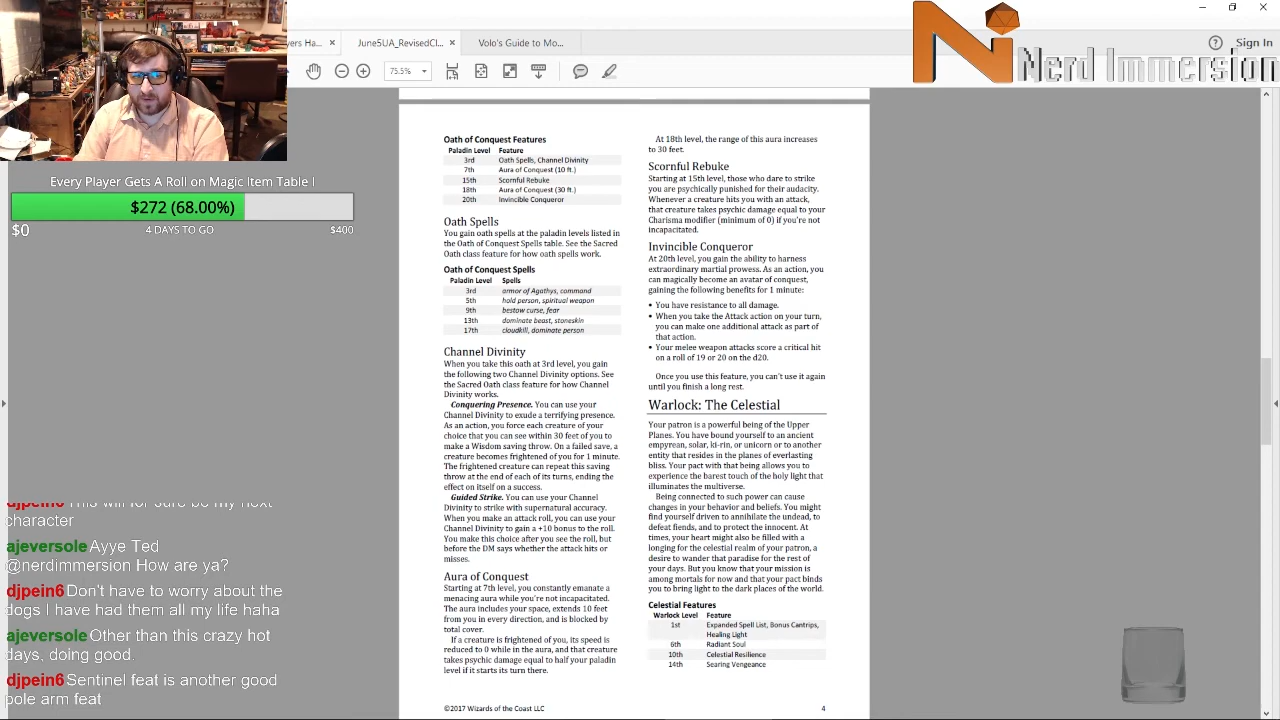 Every Player Gets A Roll on Magic Item Table I
$272 (68.00%)
$0
4 DAYS TO GO
$400
djpein6 This will for sure be my next
character
ajeversole Ayye Ted
@nerdimmersion How are ya?
djpein6 Don't have to worry about the
dogs I have had them all my life haha
ajeversole Other than this crazy hot
days, doing good.
djpein6 Sentinel feat is another good
pole arm feat
yers Ha...
June5UA_RevisedCl...
Volo's Guide to Mo...
Sign In
75.5%
Nerd Immersion
Oath of Conquest Features
Paladin Level Feature
3rd Oath Spells, Channel Divinity
7th Aura of Conquest (10 ft.)
15th Scornful Rebuke
18th Aura of Conquest (30 ft.)
20th Invincible Conqueror
Oath Spells
You gain oath spells at the paladin levels listed in
the Oath of Conquest Spells table. See the Sacred
Oath class feature for how oath spells work.
Oath of Conquest Spells
Paladin Level Spells
3rd armor of Agathys, command
5th hold person, spiritual weapon
9th bestow curse, fear
13th dominate beast, stoneskin
17th cloudkill, dominate person
Channel Divinity
When you take this oath at 3rd level, you gain
the following two Channel Divinity options. See
the Sacred Oath class feature for how Channel
Divinity works.
Conquering Presence. You can use your
Channel Divinity to exude a terrifying presence.
As an action, you force each creature of your
choice that you can see within 30 feet of you to
make a Wisdom saving throw. On a failed save, a
creature becomes frightened of you for 1 minute.
The frightened creature can repeat this saving
throw at the end of each of its turns, ending the
effect on itself on a success.
Guided Strike. You can use your Channel
Divinity to strike with supernatural accuracy.
When you make an attack roll, you can use your
Channel Divinity to gain a +10 bonus to the roll.
You make this choice after you see the roll, but
before the DM says whether the attack hits or
misses.
Aura of Conquest
Starting at 7th level, you constantly emanate a
menacing aura while you're not incapacitated.
The aura includes your space, extends 10 feet
from you in every direction, and is blocked by
total cover.
If a creature is frightened of you, its speed is
reduced to 0 while in the aura, and that creature
takes psychic damage equal to half your paladin
level if it starts its turn there.
©2017 Wizards of the Coast LLC
At 18th level, the range of this aura increases
to 30 feet.
Scornful Rebuke
Starting at 15th level, those who dare to strike
you are psychically punished for their audacity.
Whenever a creature hits you with an attack,
that creature takes psychic damage equal to your
Charisma modifier (minimum of 0) if you're not
incapacitated.
Invincible Conqueror
At 20th level, you gain the ability to harness
extraordinary martial prowess. As an action, you
can magically become an avatar of conquest,
gaining the following benefits for 1 minute:
• You have resistance to all damage.
• When you take the Attack action on your turn,
you can make one additional attack as part of
that action.
• Your melee weapon attacks score a critical hit
on a roll of 19 or 20 on the d20.
Once you use this feature, you can't use it again
until you finish a long rest.
Warlock: The Celestial
Your patron is a powerful being of the Upper
Planes. You have bound yourself to an ancient
empyrean, solar, ki-rin, or unicorn or to another
entity that resides in the planes of everlasting
bliss. Your pact with that being allows you to
experience the barest touch of the holy light that
illuminates the multiverse.
Being connected to such power can cause
changes in your behavior and beliefs. You might
find yourself driven to annihilate the undead, to
defeat fiends, and to protect the innocent. At
times, your heart might also be filled with a
longing for the celestial realm of your patron, a
desire to wander that paradise for the rest of
your days. But you know that your mission is
among mortals for now and that your pact binds
you to bring light to the dark places of the world.
Celestial Features
Warlock Level Feature
1st Expanded Spell List, Bonus Cantrips,
Healing Light
6th Radiant Soul
10th Celestial Resilience
14th Searing Vengeance
4